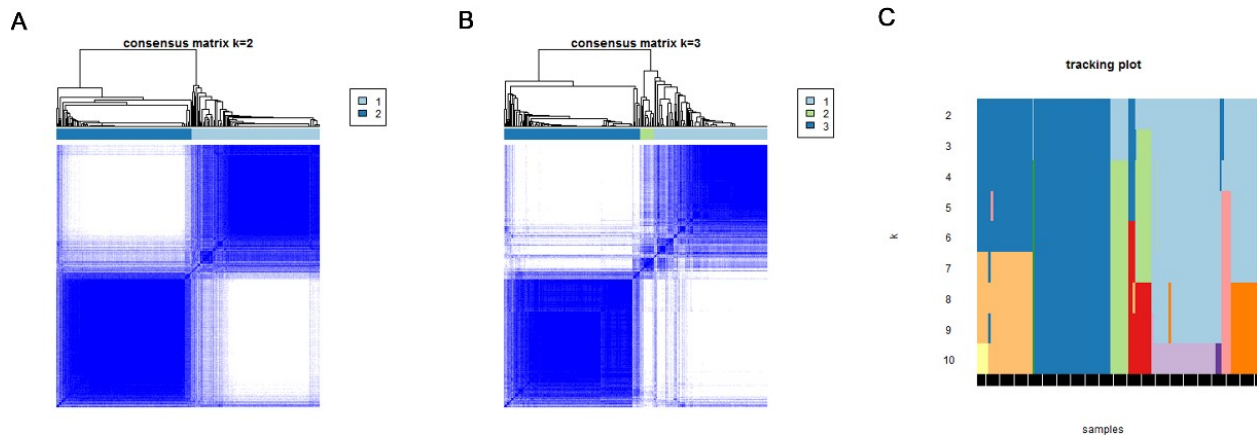 A
consensus matrix k=2
1
2
B
consensus matrix k=3
1
2
3
C
tracking plot
2
3
4
5
6
7
8
9
10
k
samples